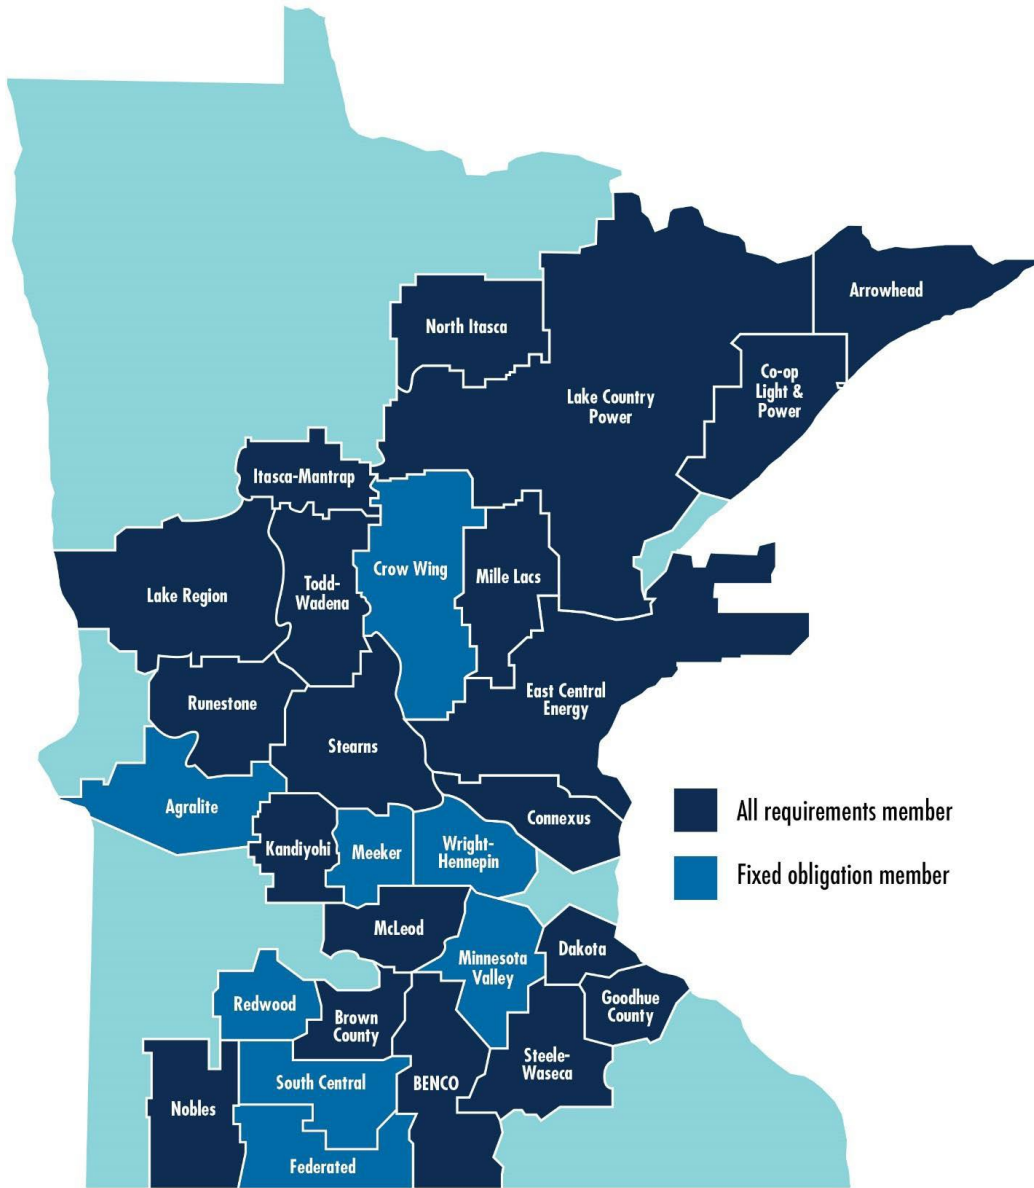 Arrowhead
North Itasca
Co-op
Light &
Power
Lake Country
Power
Itasca-Mantrap
Crow Wing
Mille Lacs
Todd-
Wadena
Lake Region
East Central
Energy
Runestone
Stearns
Agralite
Connexus
Kandiyohi
Meeker
Wright-
Hennepin
All requirements member
Fixed obligation member
McLeod
Minnesota
Valley
Dakota
Redwood
Brown
County
Goodhue
County
Steele-
Waseca
South Central
BENCO
Nobles
Federated